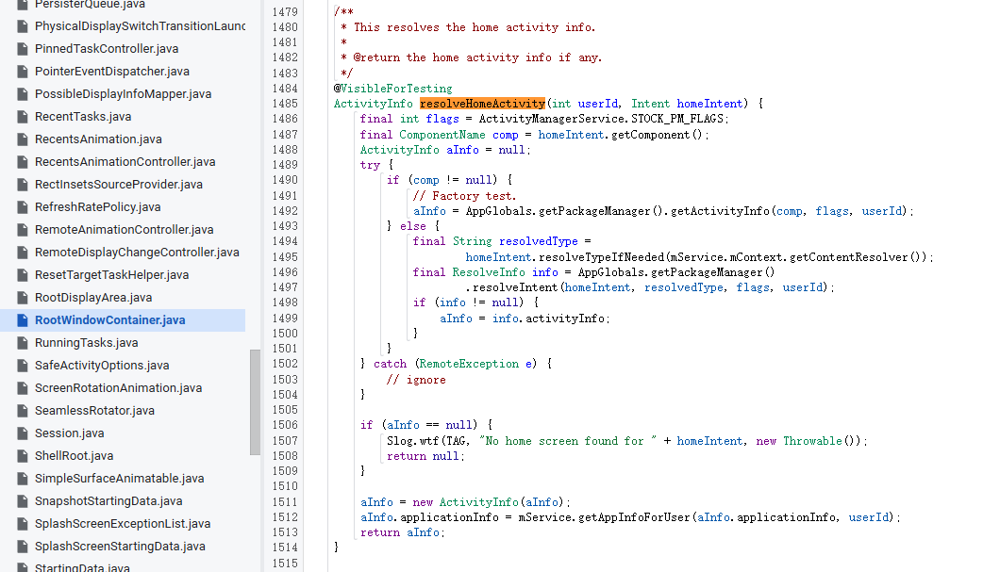 PersisterQueue.java
PhysicalDisplaySwitchTransitionLaunc
PinnedTaskController.java
PointerEventDispatcher.java
PossibleDisplayInfoMapper.java
RecentTasks.java
RecentsAnimation.java
RecentsAnimationController.java
RectInsetsSourceProvider.java
RefreshRatePolicy.java
RemoteAnimationController.java
RemoteDisplayChangeController.java
ResetTargetTaskHelper.java
RootDisplayArea.java
RootWindowContainer.java
RunningTasks.java
SafeActivityOptions.java
ScreenRotationAnimation.java
SeamlessRotator.java
Session.java
ShellRoot.java
SimpleSurfaceAnimatable.java
SnapshotStartingData.java
SplashScreenExceptionList.java
SplashScreenStartingData.java
StartingData.java
1479 /**
1480  * This resolves the home activity info.
1481  *
1482  * @return the home activity info if any.
1483  */
1484 @VisibleForTesting
1485 ActivityInfo resolveHomeActivity(int userId, Intent homeIntent) {
1486     final int flags = ActivityManagerService.STOCK_PM_FLAGS;
1487     final ComponentName comp = homeIntent.getComponent();
1488     ActivityInfo aInfo = null;
1489     try {
1490         if (comp != null) {
1491             // Factory test.
1492             aInfo = AppGlobals.getPackageManager().getActivityInfo(comp, flags, userId);
1493         } else {
1494             final String resolvedType =
1495                     homeIntent.resolveTypeIfNeeded(mService.mContext.getContentResolver());
1496             final ResolveInfo info = AppGlobals.getPackageManager()
1497                     .resolveIntent(homeIntent, resolvedType, flags, userId);
1498             if (info != null) {
1499                 aInfo = info.activityInfo;
1500             }
1501         }
1502     } catch (RemoteException e) {
1503         // ignore
1504     }
1505
1506     if (aInfo == null) {
1507         Slog.wtf(TAG, "No home screen found for " + homeIntent, new Throwable());
1508         return null;
1509     }
1510
1511     aInfo = new ActivityInfo(aInfo);
1512     aInfo.applicationInfo = mService.getAppInfoForUser(aInfo.applicationInfo, userId);
1513     return aInfo;
1514 }
1515